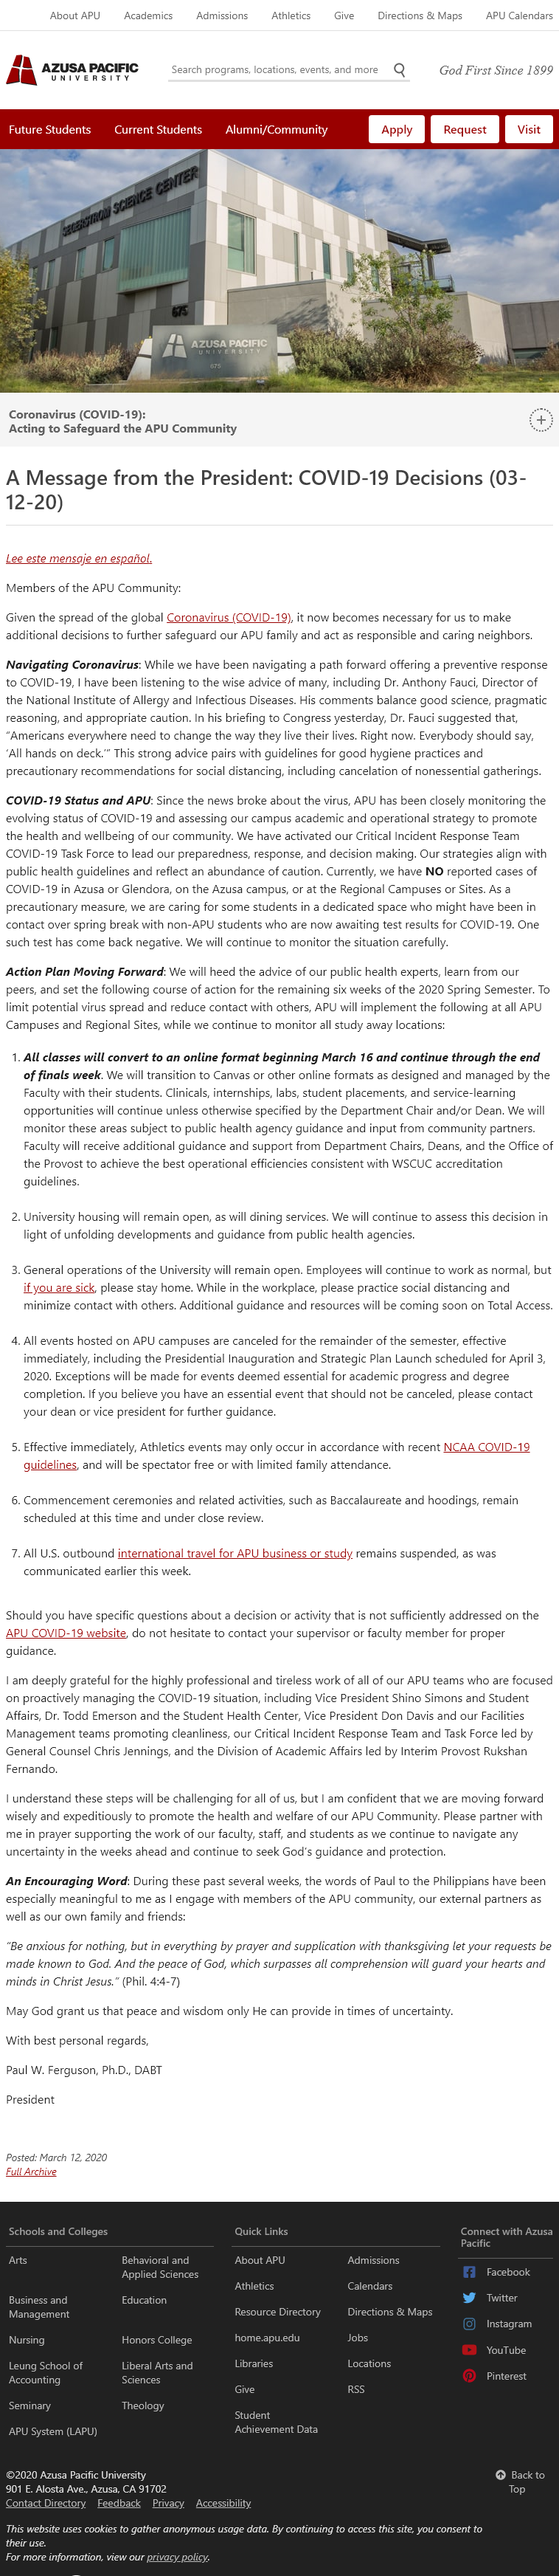 About APU Academics Admissions Athletics Give Directions & Maps APU Calendars
AZUSA PACIFIC
UNIVERSITY
Search programs, locations, events, and more
God First Since 1899
Future Students Current Students Alumni/Community Apply Request Visit
SEGERSTROM SCIENCE CENTER
675
AZUSA PACIFIC
UNIVERSITY
675
Coronavirus (COVID-19):
Acting to Safeguard the APU Community
A Message from the President: COVID-19 Decisions (03-
12-20)
Lee este mensaje en español.
Members of the APU Community:
Given the spread of the global Coronavirus (COVID-19), it now becomes necessary for us to make
additional decisions to further safeguard our APU family and act as responsible and caring neighbors.
Navigating Coronavirus: While we have been navigating a path forward offering a preventive response
to COVID-19, I have been listening to the wise advice of many, including Dr. Anthony Fauci, Director of
the National Institute of Allergy and Infectious Diseases. His comments balance good science, pragmatic
reasoning, and appropriate caution. In his briefing to Congress yesterday, Dr. Fauci suggested that,
“Americans everywhere need to change the way they live their lives. Right now. Everybody should say,
‘All hands on deck.’” This strong advice pairs with guidelines for good hygiene practices and
precautionary recommendations for social distancing, including cancelation of nonessential gatherings.
COVID-19 Status and APU: Since the news broke about the virus, APU has been closely monitoring the
evolving status of COVID-19 and assessing our campus academic and operational strategy to promote
the health and wellbeing of our community. We have activated our Critical Incident Response Team
COVID-19 Task Force to lead our preparedness, response, and decision making. Our strategies align with
public health guidelines and reflect an abundance of caution. Currently, we have NO reported cases of
COVID-19 in Azusa or Glendora, on the Azusa campus, or at the Regional Campuses or Sites. As a
precautionary measure, we are caring for some students in a dedicated space who might have been in
contact over spring break with non-APU students who are now awaiting test results for COVID-19. One
such test has come back negative. We will continue to monitor the situation carefully.
Action Plan Moving Forward: We will heed the advice of our public health experts, learn from our
peers, and set the following course of action for the remaining six weeks of the 2020 Spring Semester. To
limit potential virus spread and reduce contact with others, APU will implement the following at all APU
Campuses and Regional Sites, while we continue to monitor all study away locations:
1. All classes will convert to an online format beginning March 16 and continue through the end
of finals week. We will transition to Canvas or other online formats as designed and managed by the
Faculty with their students. Clinicals, internships, labs, student placements, and service-learning
opportunities will continue unless otherwise specified by the Department Chair and/or Dean. We will
monitor these areas subject to public health agency guidance and input from community partners.
Faculty will receive additional guidance and support from Department Chairs, Deans, and the Office of
the Provost to achieve the best operational efficiencies consistent with WSCUC accreditation
guidelines.
2. University housing will remain open, as will dining services. We will continue to assess this decision in
light of unfolding developments and guidance from public health agencies.
3. General operations of the University will remain open. Employees will continue to work as normal, but
if you are sick, please stay home. While in the workplace, please practice social distancing and
minimize contact with others. Additional guidance and resources will be coming soon on Total Access.
4. All events hosted on APU campuses are canceled for the remainder of the semester, effective
immediately, including the Presidential Inauguration and Strategic Plan Launch scheduled for April 3,
2020. Exceptions will be made for events deemed essential for academic progress and degree
completion. If you believe you have an essential event that should not be canceled, please contact
your dean or vice president for further guidance.
5. Effective immediately, Athletics events may only occur in accordance with recent NCAA COVID-19
guidelines, and will be spectator free or with limited family attendance.
6. Commencement ceremonies and related activities, such as Baccalaureate and hoodings, remain
scheduled at this time and under close review.
7. All U.S. outbound international travel for APU business or study remains suspended, as was
communicated earlier this week.
Should you have specific questions about a decision or activity that is not sufficiently addressed on the
APU COVID-19 website, do not hesitate to contact your supervisor or faculty member for proper
guidance.
I am deeply grateful for the highly professional and tireless work of all of our APU teams who are focused
on proactively managing the COVID-19 situation, including Vice President Shino Simons and Student
Affairs, Dr. Todd Emerson and the Student Health Center, Vice President Don Davis and our Facilities
Management teams promoting cleanliness, our Critical Incident Response Team and Task Force led by
General Counsel Chris Jennings, and the Division of Academic Affairs led by Interim Provost Rukshan
Fernando.
I understand these steps will be challenging for all of us, but I am confident that we are moving forward
wisely and expeditiously to promote the health and welfare of our APU Community. Please partner with
me in prayer supporting the work of our faculty, staff, and students as we continue to navigate any
uncertainty in the weeks ahead and continue to seek God’s guidance and protection.
An Encouraging Word: During these past several weeks, the words of Paul to the Philippians have been
especially meaningful to me as I engage with members of the APU community, our external partners as
well as our own family and friends:
“Be anxious for nothing, but in everything by prayer and supplication with thanksgiving let your requests be
made known to God. And the peace of God, which surpasses all comprehension will guard your hearts and
minds in Christ Jesus.” (Phil. 4:4-7)
May God grant us that peace and wisdom only He can provide in times of uncertainty.
With best personal regards,
Paul W. Ferguson, Ph.D., DABT
President
Posted: March 12, 2020
Full Archive
Schools and Colleges
Arts Behavioral and
Applied Sciences
Business and
Management Education
Nursing Honors College
Leung School of
Accounting Liberal Arts and
Sciences
Seminary Theology
APU System (LAPU)
Quick Links
About APU Admissions
Athletics Calendars
Resource Directory Directions & Maps
home.apu.edu Jobs
Libraries Locations
Give RSS
Student
Achievement Data
Connect with Azusa
Pacific
Facebook
Twitter
Instagram
YouTube
Pinterest
©2020 Azusa Pacific University
901 E. Alosta Ave., Azusa, CA 91702
Contact Directory Feedback Privacy Accessibility
Back to
Top
This website uses cookies to gather anonymous usage data. By continuing to access this site, you consent to
their use.
For more information, view our privacy policy.